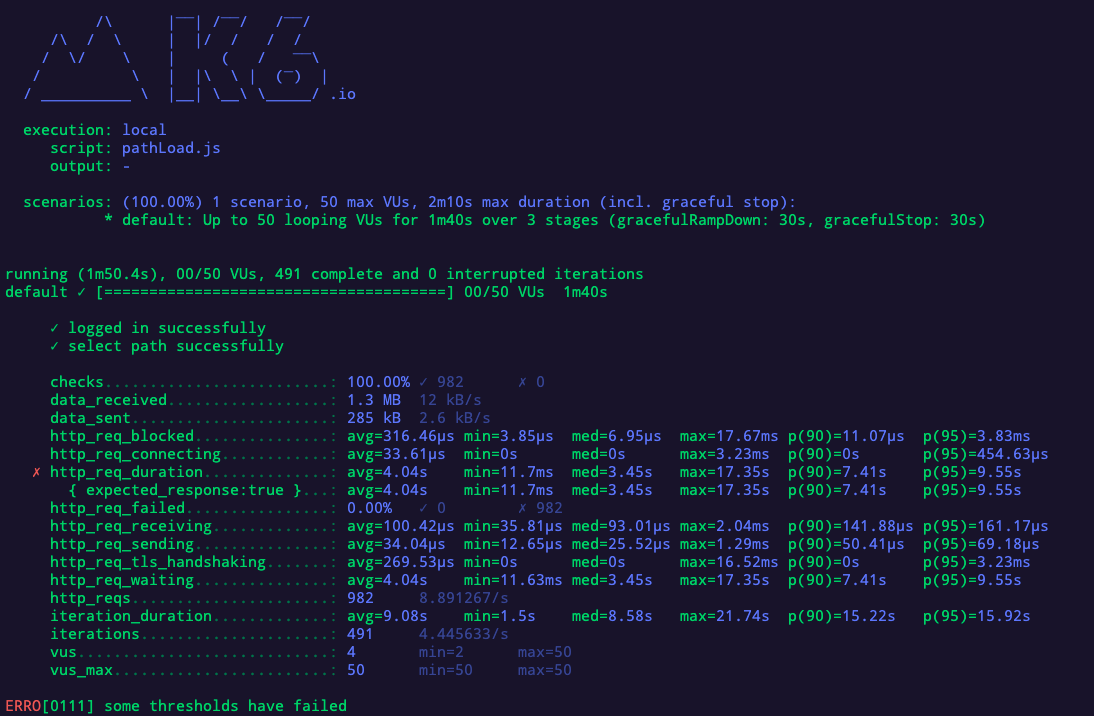 /\      |‾‾| /‾‾/   /‾‾/
     /\  /  \     |  |/  /   /  /
    /  \/    \    |     (   /   ‾‾\
   /          \   |  |\  \ |  (‾)  |
  / __________ \  |__| \__\ \_____/ .io

  execution: local
     script: pathLoad.js
     output: -

  scenarios: (100.00%) 1 scenario, 50 max VUs, 2m10s max duration (incl. graceful stop):
           * default: Up to 50 looping VUs for 1m40s over 3 stages (gracefulRampDown: 30s, gracefulStop: 30s)

running (1m50.4s), 00/50 VUs, 491 complete and 0 interrupted iterations
default ✓ [======================================] 00/50 VUs  1m40s

     ✓ logged in successfully
     ✓ select path successfully

     checks.........................: 100.00% ✓ 982      ✗ 0
     data_received..................: 1.3 MB  12 kB/s
     data_sent......................: 285 kB  2.6 kB/s
     http_req_blocked...............: avg=316.46µs min=3.85µs  med=6.95µs  max=17.67ms p(90)=11.07µs  p(95)=3.83ms
     http_req_connecting............: avg=33.61µs  min=0s      med=0s      max=3.23ms  p(90)=0s       p(95)=454.63µs
   ✗ http_req_duration..............: avg=4.04s    min=11.7ms  med=3.45s   max=17.35s  p(90)=7.41s    p(95)=9.55s
       { expected_response:true }...: avg=4.04s    min=11.7ms  med=3.45s   max=17.35s  p(90)=7.41s    p(95)=9.55s
     http_req_failed................: 0.00%   ✓ 0        ✗ 982
     http_req_receiving.............: avg=100.42µs min=35.81µs med=93.01µs max=2.04ms  p(90)=141.88µs p(95)=161.17µs
     http_req_sending...............: avg=34.04µs  min=12.65µs med=25.52µs max=1.29ms  p(90)=50.41µs  p(95)=69.18µs
     http_req_tls_handshaking.......: avg=269.53µs min=0s      med=0s      max=16.52ms p(90)=0s       p(95)=3.23ms
     http_req_waiting...............: avg=4.04s    min=11.63ms med=3.45s   max=17.35s  p(90)=7.41s    p(95)=9.55s
     http_reqs......................: 982     8.891267/s
     iteration_duration.............: avg=9.08s    min=1.5s    med=8.58s   max=21.74s  p(90)=15.22s   p(95)=15.92s
     iterations.....................: 491     4.445633/s
     vus............................: 4       min=2      max=50
     vus_max........................: 50      min=50     max=50

ERRO[0111] some thresholds have failed